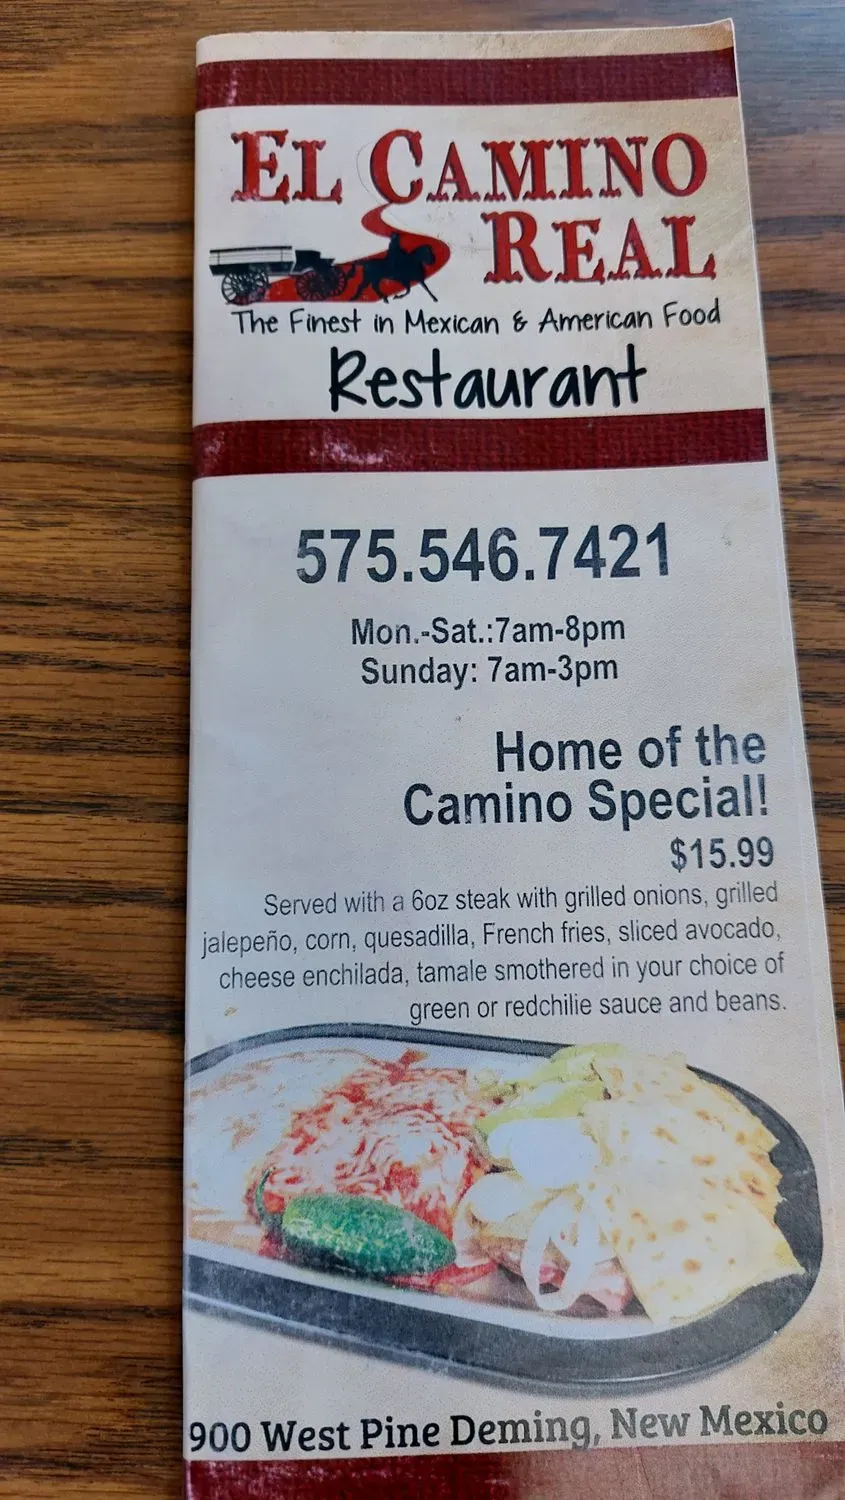 EL CAMINO
REAL
The Finest in Mexican & American Food
Restaurant
575.546.7421
Mon.-Sat.:7am-8pm
Sunday: 7am-3pm
Home of the
Camino Special!
$15.99
Served with a 6oz steak with grilled onions, grilled
jalepeño, corn, quesadilla, French fries, sliced avocado,
cheese enchilada, tamale smothered in your choice of
green or redchilie sauce and beans.
900 West Pine Deming, New Mexico